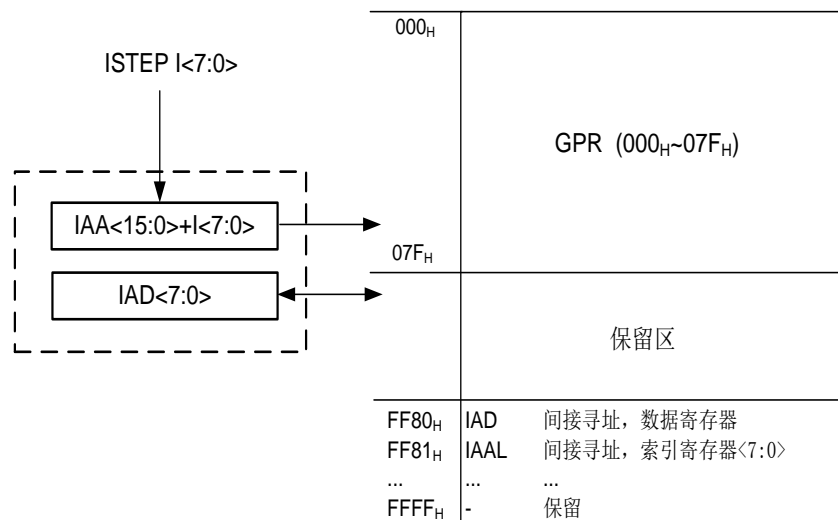 000H
ISTEP I<7:0>
GPR (000H~07FH)
IAA<15:0>+I<7:0>
07FH
IAD<7:0>
保留区
FF80H IAD 间接寻址，数据寄存器
FF81H IAAL 间接寻址，索引寄存器<7:0>
... ... ...
FFFFH - 保留